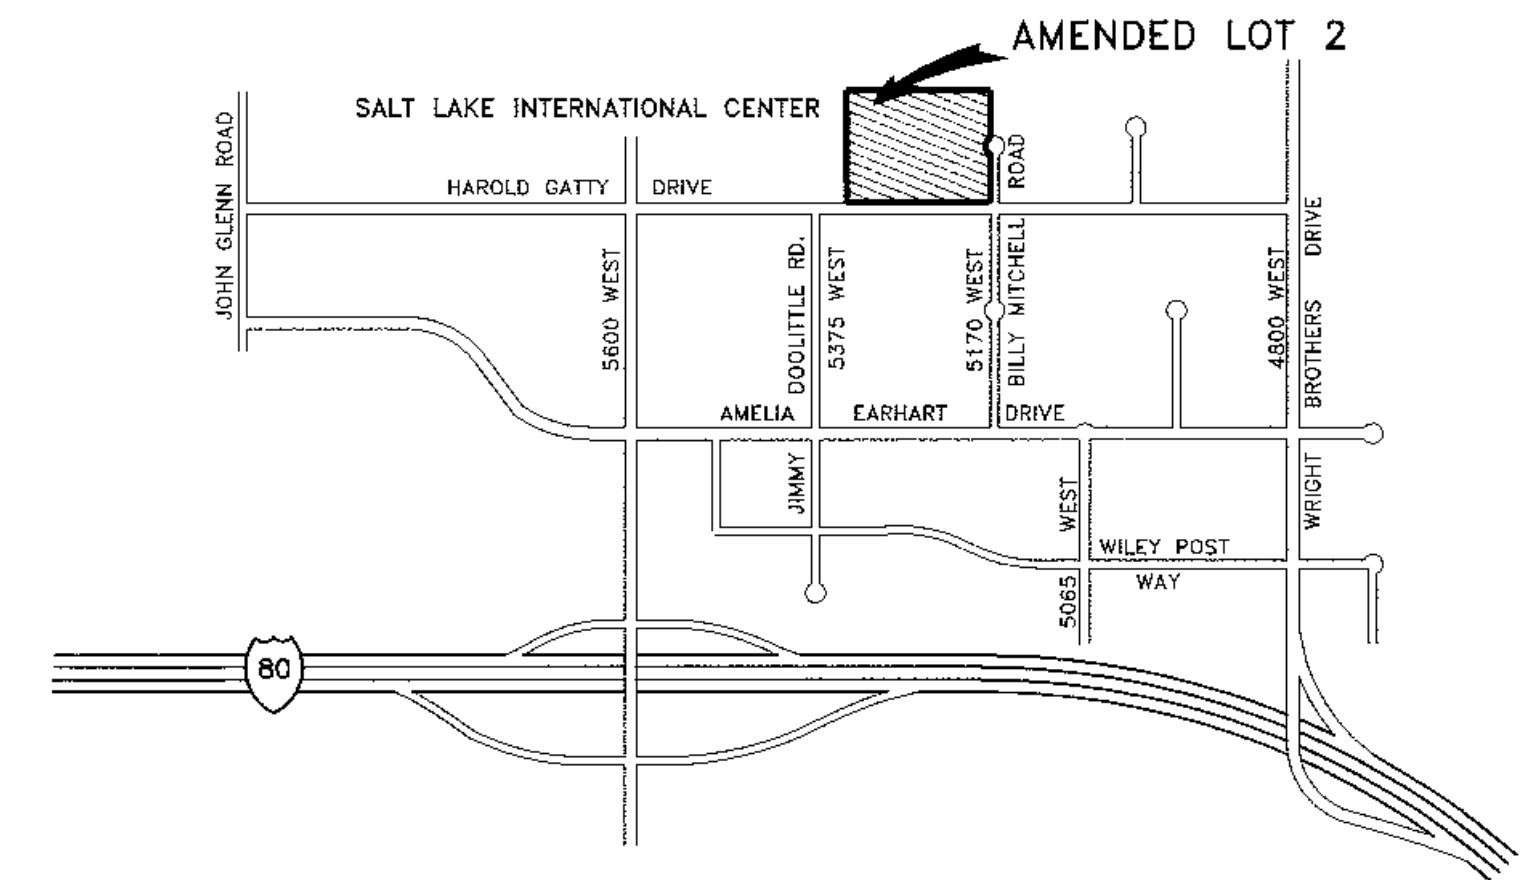 AMENDED LOT 2
SALT LAKE INTERNATIONAL CENTER
JOHN GLENN ROAD
HAROLD GATTY DRIVE
ROAD
BILLY MITCHELL
5600 WEST
DOOLITTLE RD.
5375 WEST
5170 WEST
4800 WEST
DRIVE
BROTHERS
WRIGHT
AMELIA EARHART DRIVE
JIMMY
WEST
5065
WILEY POST
WAY
80